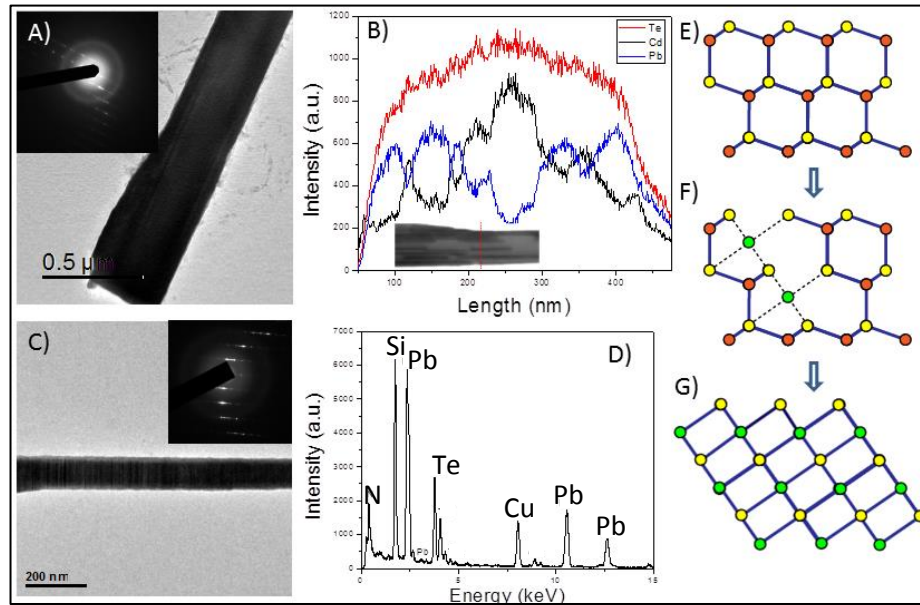 A)
0.5 µm
B)
Te
Cd
Pb
Intensity (a.u.)
1200
1000
800
600
400
200
0
100
200
300
400
Length (nm)
C)
200 nm
D)
Si
Pb
N
Te
Pb
Cu
Pb
Pb
Intensity (a.u.)
7000
6000
5000
4000
3000
2000
1000
0
0
5
10
15
Energy (keV)
E)
F)
G)